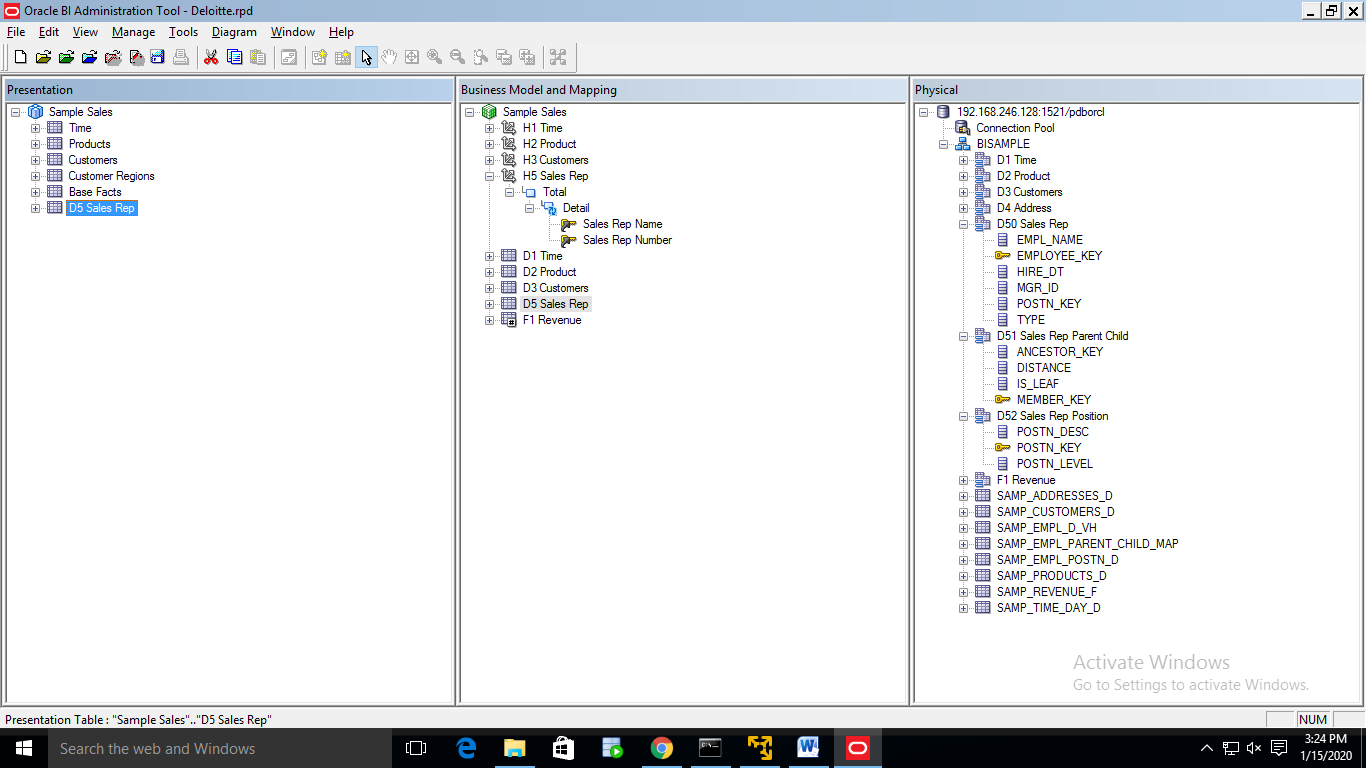 Oracle BI Administration Tool - Deloitte.rpd
File Edit View Manage Tools Diagram Window Help
Presentation
Sample Sales
Time
Products
Customers
Customer Regions
Base Facts
D5 Sales Rep
Business Model and Mapping
Sample Sales
H1 Time
H2 Product
H3 Customers
H5 Sales Rep
Total
Detail
Sales Rep Name
Sales Rep Number
D1 Time
D2 Product
D3 Customers
D5 Sales Rep
F1 Revenue
Physical
192.168.246.128:1521/pdborcl
Connection Pool
BISAMPLE
D1 Time
D2 Product
D3 Customers
D4 Address
D50 Sales Rep
EMPL_NAME
EMPLOYEE_KEY
HIRE_DT
MGR_ID
POSTN_KEY
TYPE
D51 Sales Rep Parent Child
ANCESTOR_KEY
DISTANCE
IS_LEAF
MEMBER_KEY
D52 Sales Rep Position
POSTN_DESC
POSTN_KEY
POSTN_LEVEL
F1 Revenue
SAMP_ADDRESSES_D
SAMP_CUSTOMERS_D
SAMP_EMPL_D_VH
SAMP_EMPL_PARENT_CHILD_MAP
SAMP_EMPL_POSTN_D
SAMP_PRODUCTS_D
SAMP_REVENUE_F
SAMP_TIME_DAY_D
Activate Windows
Go to Settings to activate Windows.
Presentation Table : "Sample Sales".."D5 Sales Rep"
NUM
Search the web and Windows
3:24 PM
1/15/2020